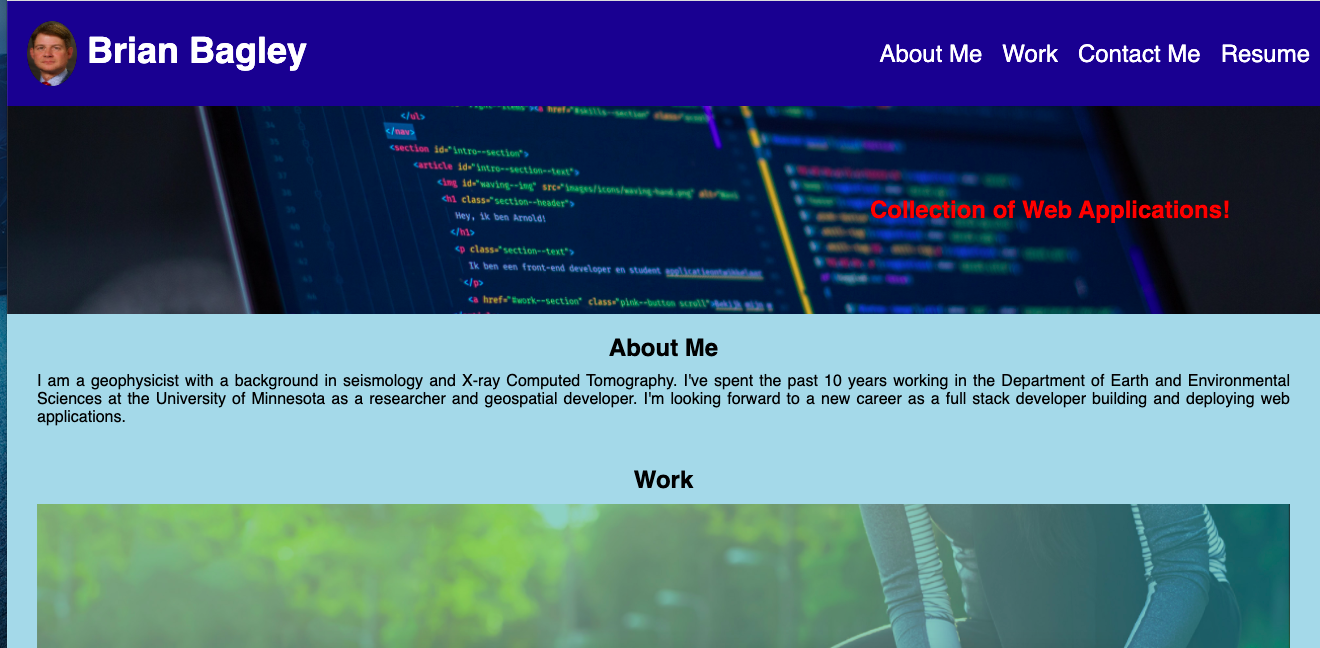 Brian Bagley
About Me Work Contact Me Resume
</ul>
</nav>
<section id="intro--section">
<article id="intro--section-text">
<img id="waving--img" src="images/icons/waving-hand.png"
<h1 class="section--header">
Hey, ik ben Arnold!
</h1>
<p class="section--text">
Ik ben een front-end developer en student
</p>
<a href="#work--section" class="pink--button scroll">
Collection of Web Applications!
About Me
I am a geophysicist with a background in seismology and X-ray Computed Tomography. I've spent the past 10 years working in the Department of Earth and Environmental
Sciences at the University of Minnesota as a researcher and geospatial developer. I'm looking forward to a new career as a full stack developer building and deploying web
applications.
Work